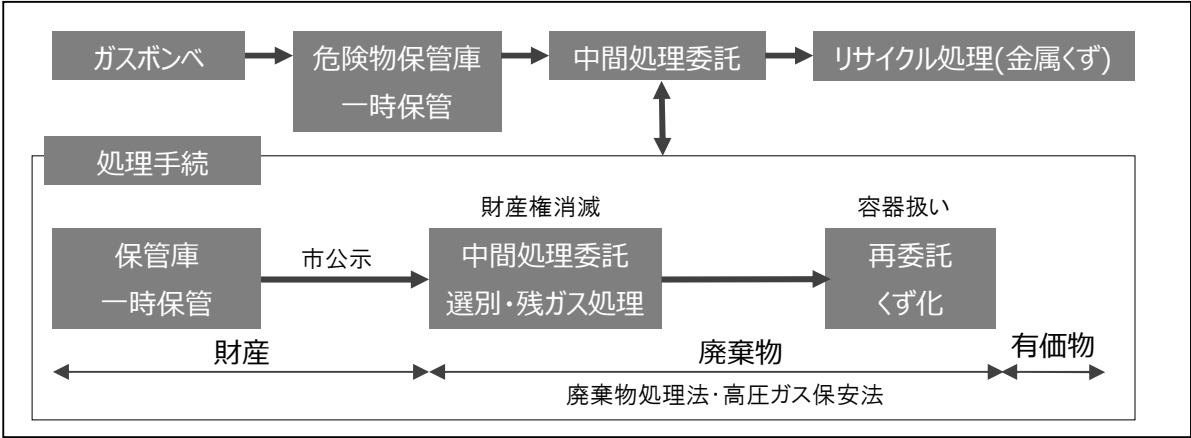 ガスボンベ
危険物保管庫
一時保管
中間処理委託
リサイクル処理(金属くず)
処理手続
財産権消滅
容器扱い
保管庫
一時保管
市公示
中間処理委託
選別・残ガス処理
再委託
くず化
財産
廃棄物
有価物
廃棄物処理法・高圧ガス保安法